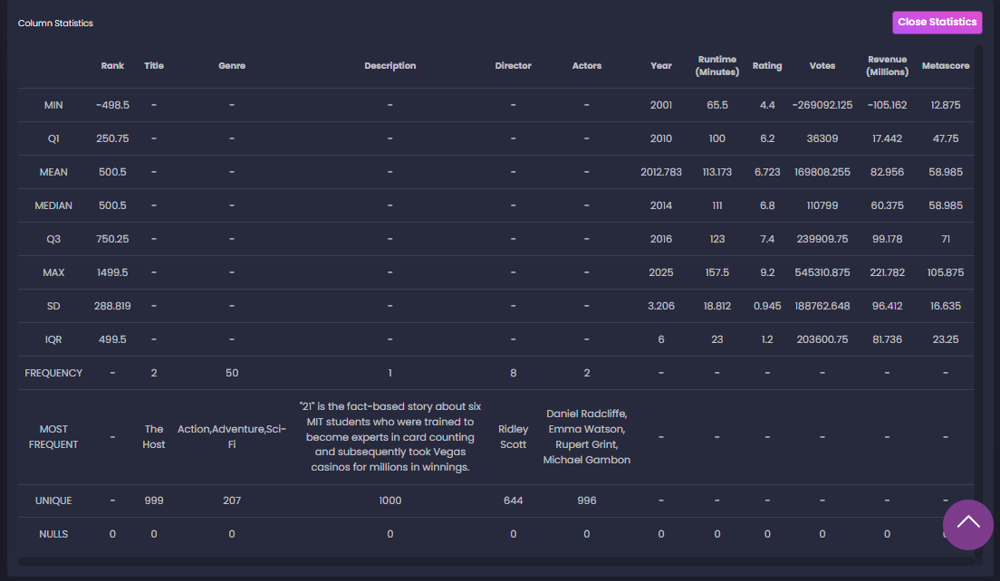 Column Statistics Close Statistics
Rank Title Genre Description Director Actors Year Runtime (Minutes) Rating Votes Revenue (Millions) Metascore
MIN -498.5 - - - - - 2001 65.5 4.4 -269092.125 -105.162 12.875
Q1 250.75 - - - - - 2010 100 6.2 36309 17.442 47.75
MEAN 500.5 - - - - - 2012.783 113.173 6.723 169808.255 82.956 58.985
MEDIAN 500.5 - - - - - 2014 111 6.8 110799 60.375 58.985
Q3 750.25 - - - - - 2016 123 7.4 239909.75 99.178 71
MAX 1499.5 - - - - - 2025 157.5 9.2 545310.875 221.782 105.875
SD 288.819 - - - - - 3.206 18.812 0.945 188762.648 96.412 16.635
IQR 499.5 - - - - - 6 23 1.2 203600.75 81.736 23.25
FREQUENCY - 2 50 1 8 2 - - - - - -
MOST
FREQUENT
-
The
Host
Action,Adventure,Sci-
Fi
"21" is the fact-based story about six
MIT students who were trained to
become experts in card counting
and subsequently took Vegas
casinos for millions in winnings.
Ridley
Scott
Daniel Radcliffe,
Emma Watson,
Rupert Grint,
Michael Gambon
- - - - - -
UNIQUE - 999 207 1000 644 996 - - - - - -
NULLS 0 0 0 0 0 0 0 0 0 0 0